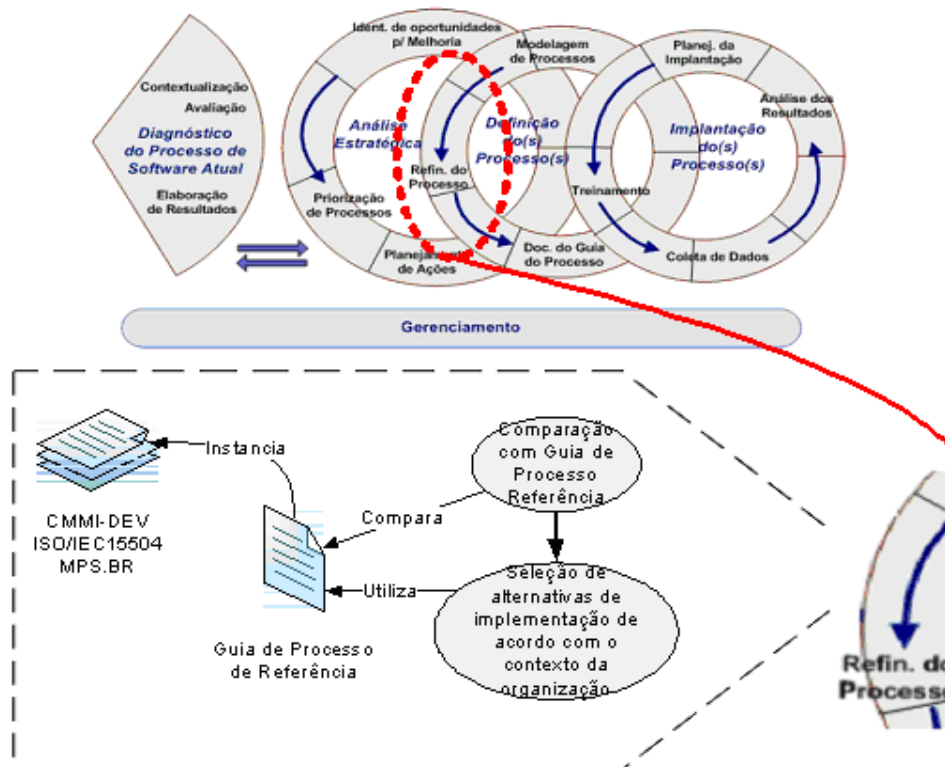 Contextualização
Avaliação
Diagnóstico
do Processo de
Software Atual
Elaboração
de Resultados
Ident. de oportunidades
p/ Melhoria
Análise
Estratégica
Priorização
de Processos
Planejamento
de Ações
Modelagem
de Processos
Definição
do(s)
Processo(s)
Refin. do
Processo
Doc. do Guia
do Processo
Planej. da
Implantação
Análise dos
Resultados
Implantação
do(s)
Processo(s)
Treinamento
Coleta de Dados
Gerenciamento
Instancia
CMMI-DEV
ISO/IEC15504
MPS.BR
Comparação
com Guia de
Processo
Referência
Compara
Utiliza
Guia de Processo
de Referência
Seleção de
alternativas de
implementação de
acordo com o
contexto da
organização
Refin. do
Processo